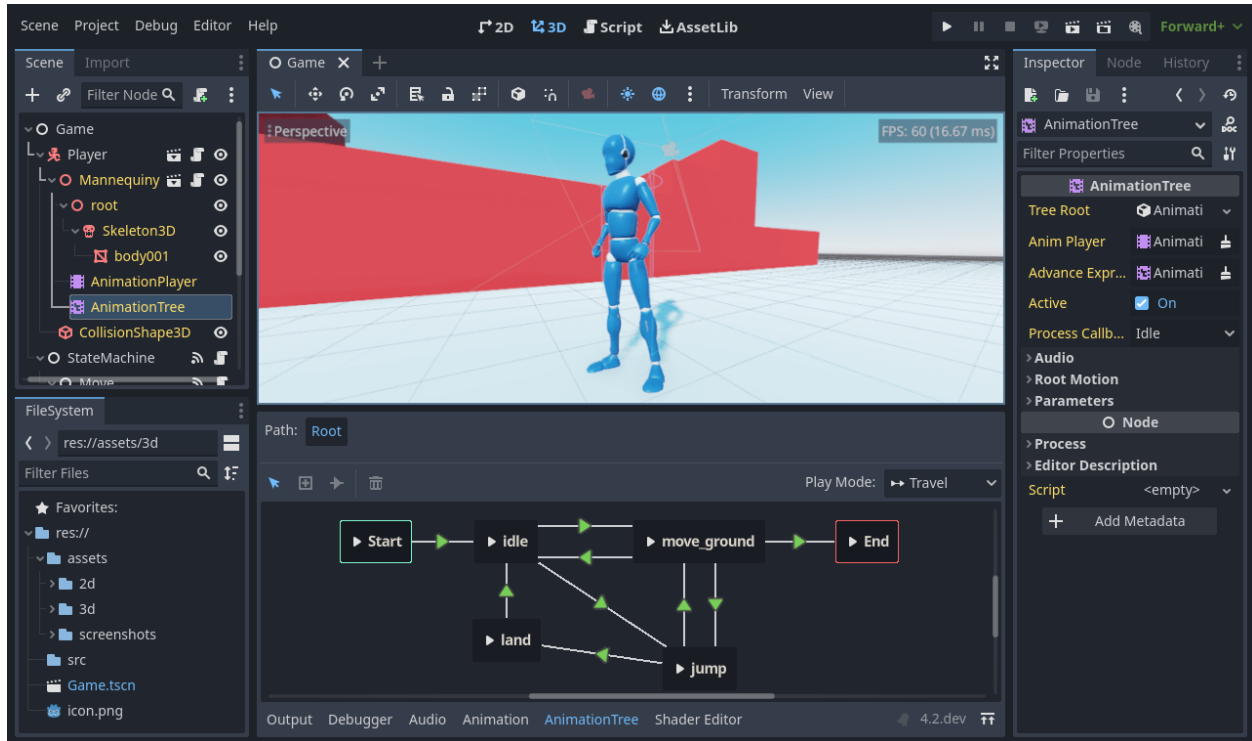 Scene Project Debug Editor Help
2D 3D Script AssetLib
Forward+
Scene Import
Filter Node
Game
Player
Mannequiny
root
Skeleton3D
body001
AnimationPlayer
AnimationTree
CollisionShape3D
StateMachine
Move
FileSystem
res://assets/3d
Filter Files
Favorites:
res://
assets
2d
3d
screenshots
src
Game.tscn
icon.png
Game
Transform View
Perspective
FPS: 60 (16.67 ms)
Path: Root
Play Mode: Travel
Start
idle
move_ground
End
land
jump
Output Debugger Audio Animation AnimationTree Shader Editor
4.2.dev
Inspector Node History
AnimationTree
DOC
Filter Properties
AnimationTree
Tree Root Animati
Anim Player Animati
Advance Expr... Animati
Active On
Process Callb... Idle
Audio
Root Motion
Parameters
Node
Process
Editor Description
Script <empty>
Add Metadata